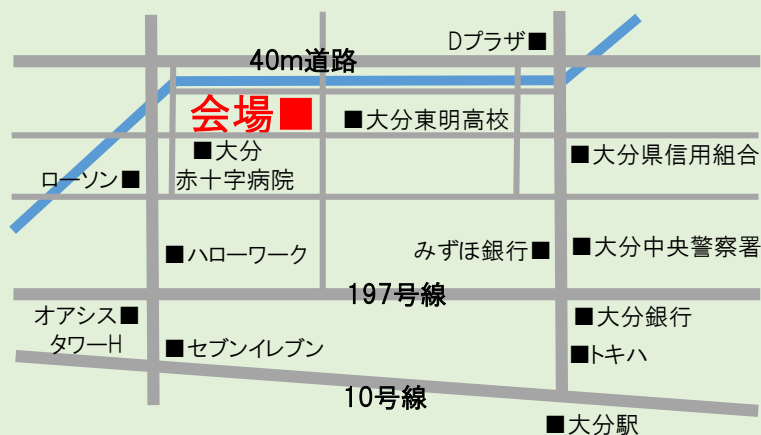 Dプラザ■
40m道路
会場■
■大分東明高校
■大分
赤十字病院
■大分県信用組合
ローソン■
■ハローワーク
みずほ銀行■
■大分中央警察署
197号線
オアシス■
タワーH
■大分銀行
■セブンイレブン
■トキハ
10号線
■大分駅